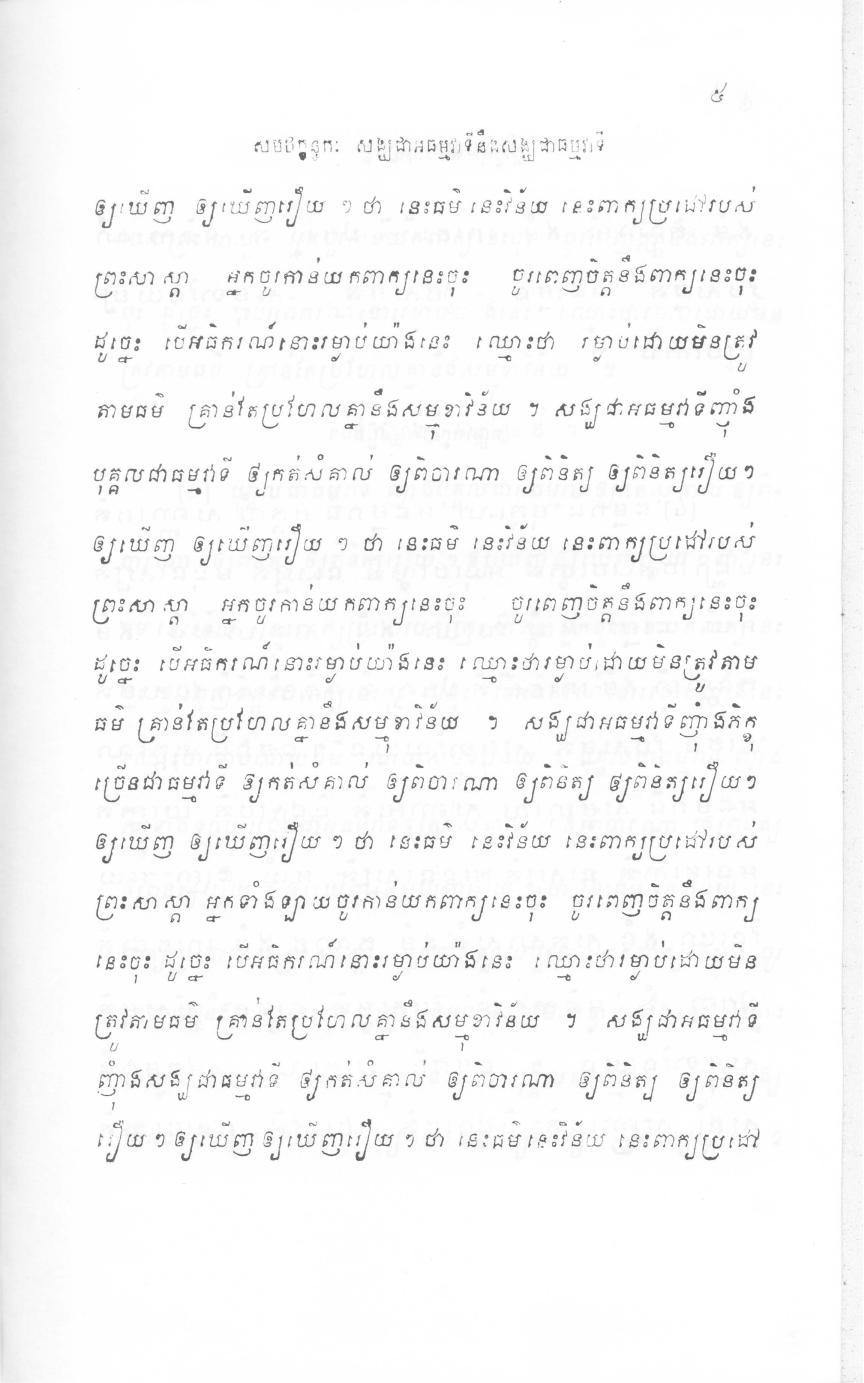 ៥
សមថក្ខន្ធកៈ សង្ឃជាអធម្មវាទីនឹងសង្ឃជាធម្មវាទី
ឲ្យឃើញ ឲ្យឃើញរឿយ ៗ ថា នេះធម៌ នេះវិន័យ នេះពាក្យប្រដៅរបស់
ព្រះសាស្តា អ្នកចូរកាន់យកពាក្យនេះចុះ ចូរពេញចិត្តនឹងពាក្យនេះចុះ
ដូច្នេះ បើអធិករណ៍នោះរម្ងាប់យ៉ាងនេះ ឈ្មោះថា រម្ងាប់ដោយមិនត្រូវ
តាមធម៌ គ្រាន់តែប្រហែលគ្នានឹងសម្មុខាវិន័យ ។ សង្ឃជាអធម្មវាទីញុំាង
បុគ្គលជាធម្មវាទី ឲ្យកត់សំគាល់ ឲ្យពិចារណា ឲ្យពិនិត្យ ឲ្យពិនិត្យរឿយៗ
ឲ្យឃើញ ឲ្យឃើញរឿយ ៗ ថា នេះធម៌ នេះវិន័យ នេះពាក្យប្រដៅរបស់
ព្រះសាស្តា អ្នកចូរកាន់យកពាក្យនេះចុះ ចូរពេញចិត្តនឹងពាក្យនេះចុះ
ដូច្នេះ បើអធិករណ៍នោះរម្ងាប់យ៉ាងនេះ ឈ្មោះថារម្ងាប់ដោយមិនត្រូវតាម
ធម៌ គ្រាន់តែប្រហែលគ្នានឹងសម្មុខាវិន័យ ។ សង្ឃជាអធម្មវាទីញុំាងភិក្ខុ
ច្រើនជាធម្មវាទី ឱ្យកត់សំគាល់ ឲ្យពិចារណា ឲ្យពិនិត្យ ឲ្យពិនិត្យរឿយៗ
ឲ្យឃើញ ឲ្យឃើញរឿយ ៗ ថា នេះធម៌ នេះវិន័យ នេះពាក្យប្រដៅរបស់
ព្រះសាស្តា អ្នកទាំងឡាយចូរកាន់យកពាក្យនេះចុះ ចូរពេញចិត្តនឹងពាក្យ
នេះចុះ ដូច្នេះ បើអធិករណ៍នោះរម្ងាប់យ៉ាងនេះ ឈ្មោះថារម្ងាប់ដោយមិន
ត្រូវតាមធម៌ គ្រាន់តែប្រហែលគ្នានឹងសម្មុខាវិន័យ ។ សង្ឃជាអធម្មវាទី
ញុំាងសង្ឃជាធម្មវាទី ឲ្យកត់សំគាល់ ឲ្យពិចារណា ឲ្យពិនិត្យ ឲ្យពិនិត្យ
រឿយ ៗ ឲ្យឃើញ ឲ្យឃើញរឿយ ៗ ថា នេះធម៌ នេះវិន័យ នេះពាក្យប្រដៅ